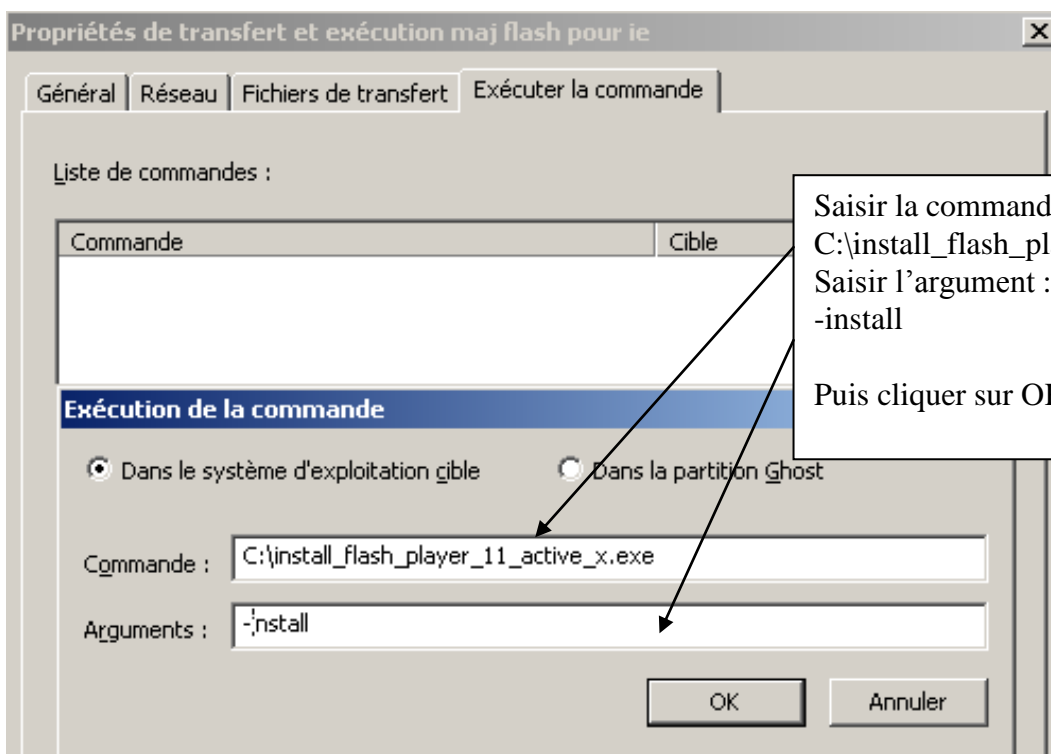 Propriétés de transfert et exécution maj flash pour ie
Général Réseau Fichiers de transfert Exécuter la commande
Liste de commandes :
Commande Cible
Saisir la command
C:\install_flash_pl
Saisir l’argument :
-install
Puis cliquer sur
Exécution de la commande
Dans le système d'exploitation cible Dans la partition Ghost
Commande : C:\install_flash_player_11_active_x.exe
Arguments : -install
OK Annuler